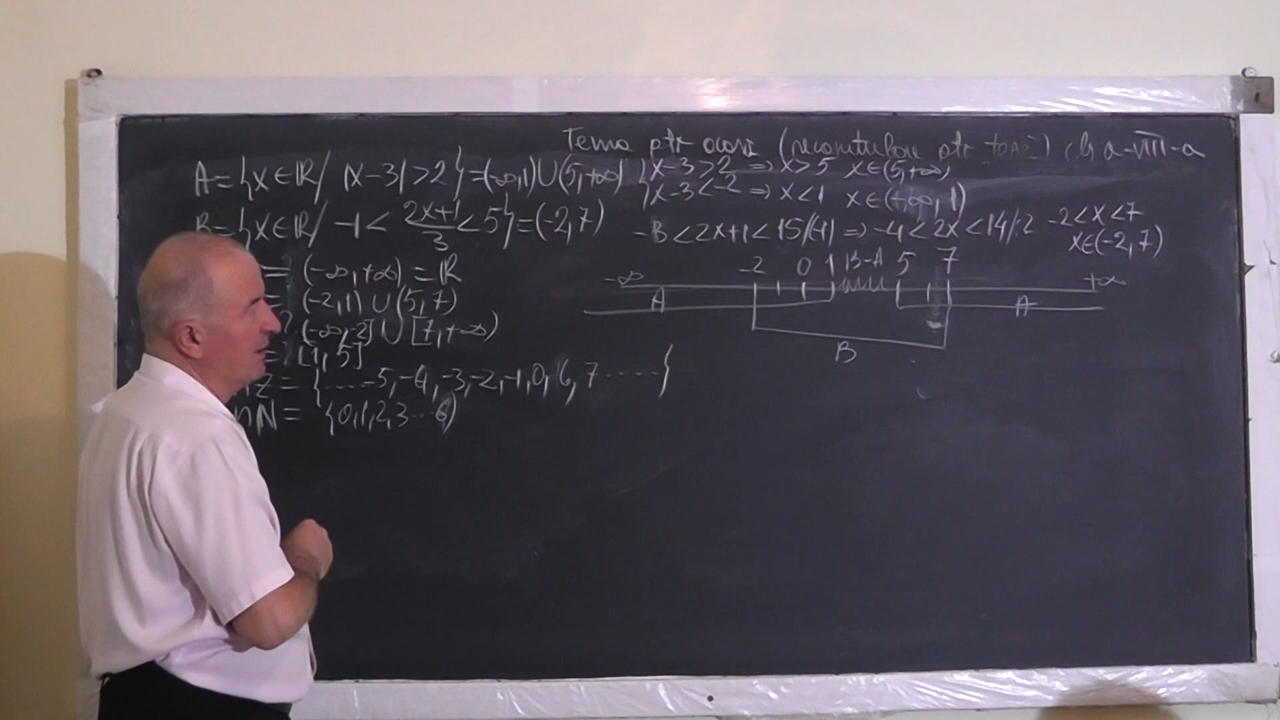 Tema ptr acasă (recapitulare ptr toate) cls a-VIII-a
A={x∈ℝ/ |x-3|>2}=(-∞,1)∪(5,+∞) {x-3>2 ⇒ x>5 x∈(5,+∞)
x-3<-2 ⇒ x<1 x∈(-∞,1)
B={x∈ℝ/ -1< (2x+1)/3 <5}=(-2,7) -3<2x+1<15/(-1) ⇒ -4<2x<14/:2 -2<x<7
x∈(-2,7)
= (-∞,+∞) = ℝ
= (-2,1) ∪ (5,7)
= (-∞,-2] ∪ [7,+∞)
= [1,5]
∩Z = {.....-5,-4,-3,-2,-1,0,6,7......}
∩N = {0,1,2,3...6}
-2 0 1 B-A 5 7
-∞ +∞
A A
B